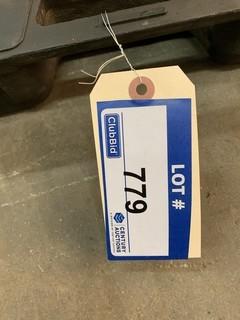 LOT #
779
ClubBid
CENTURY
AUCTIONS